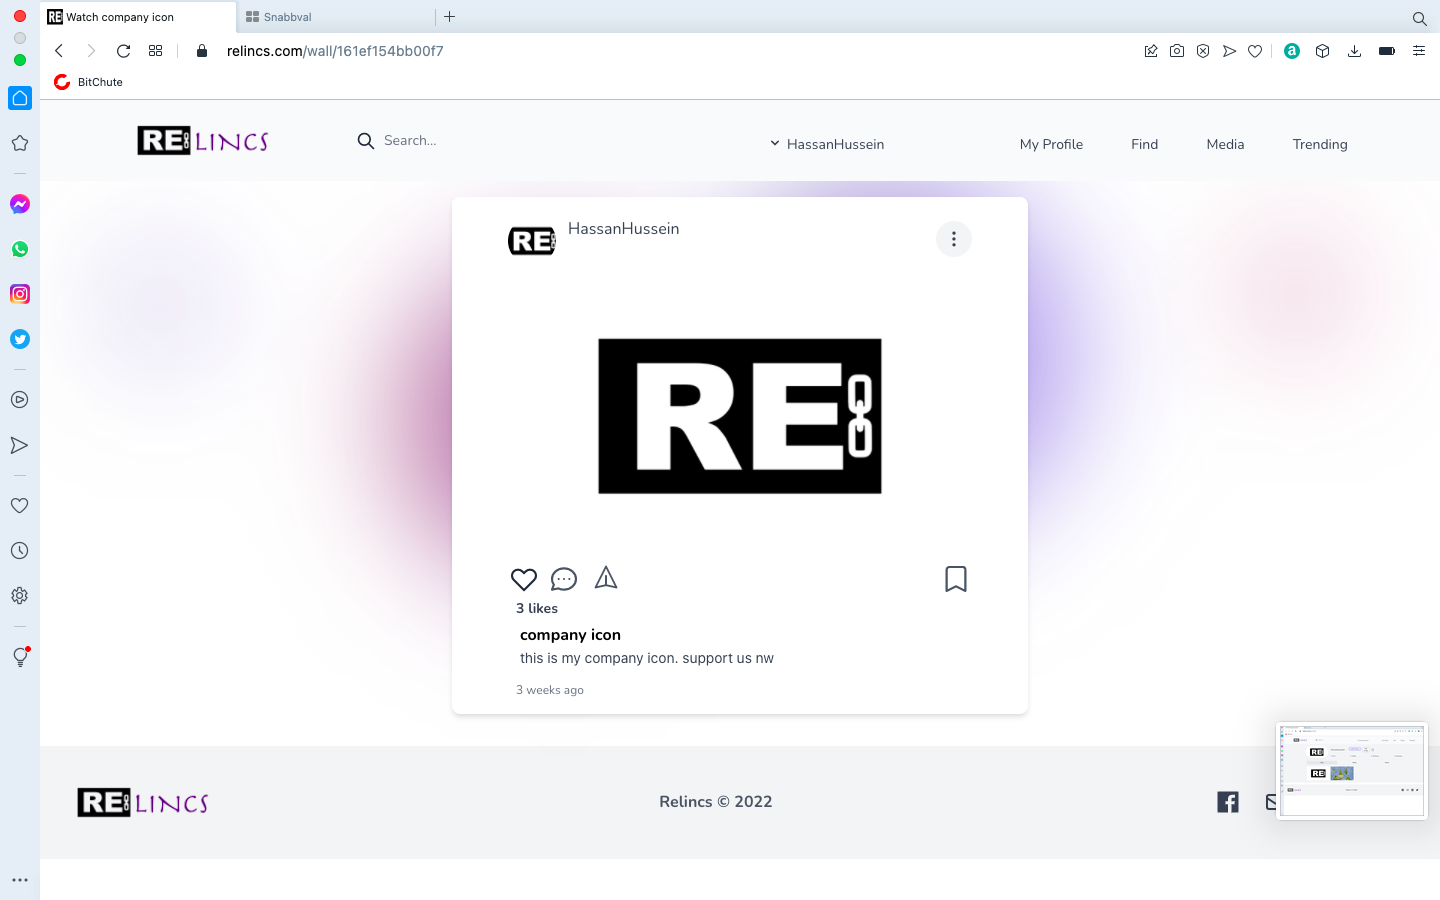 Watch company icon
Snabbval
relincs.com/wall/161ef154bb00f7
BitChute
RE LINCS
Search...
HassanHussein
My Profile
Find
Media
Trending
RE
HassanHussein
RE
3 likes
company icon
this is my company icon. support us nw
3 weeks ago
RE LINCS
Relincs © 2022